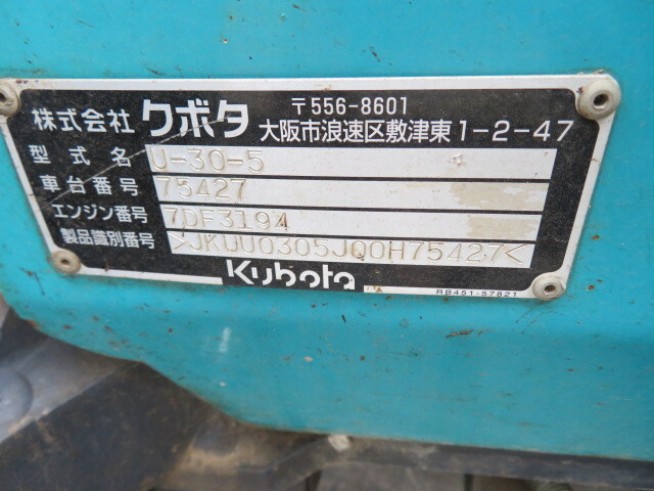 株式会社 クボタ 〒556-8601
大阪市浪速区敷津東1-2-47
型式名 U-30-5
車台番号 75427
エンジン番号 7DF3194
製品識別番号 >JKUU0305JQ0H75427<
Kubota
RB451-57821